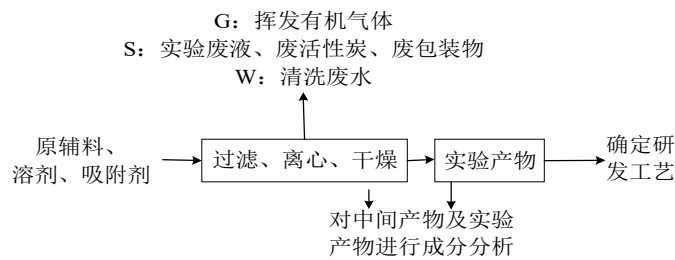 G：挥发有机气体
S：实验废液、废活性炭、废包装物
W：清洗废水
原辅料、
溶剂、吸附剂
过滤、离心、干燥
实验产物
确定研
发工艺
对中间产物及实验
产物进行成分分析